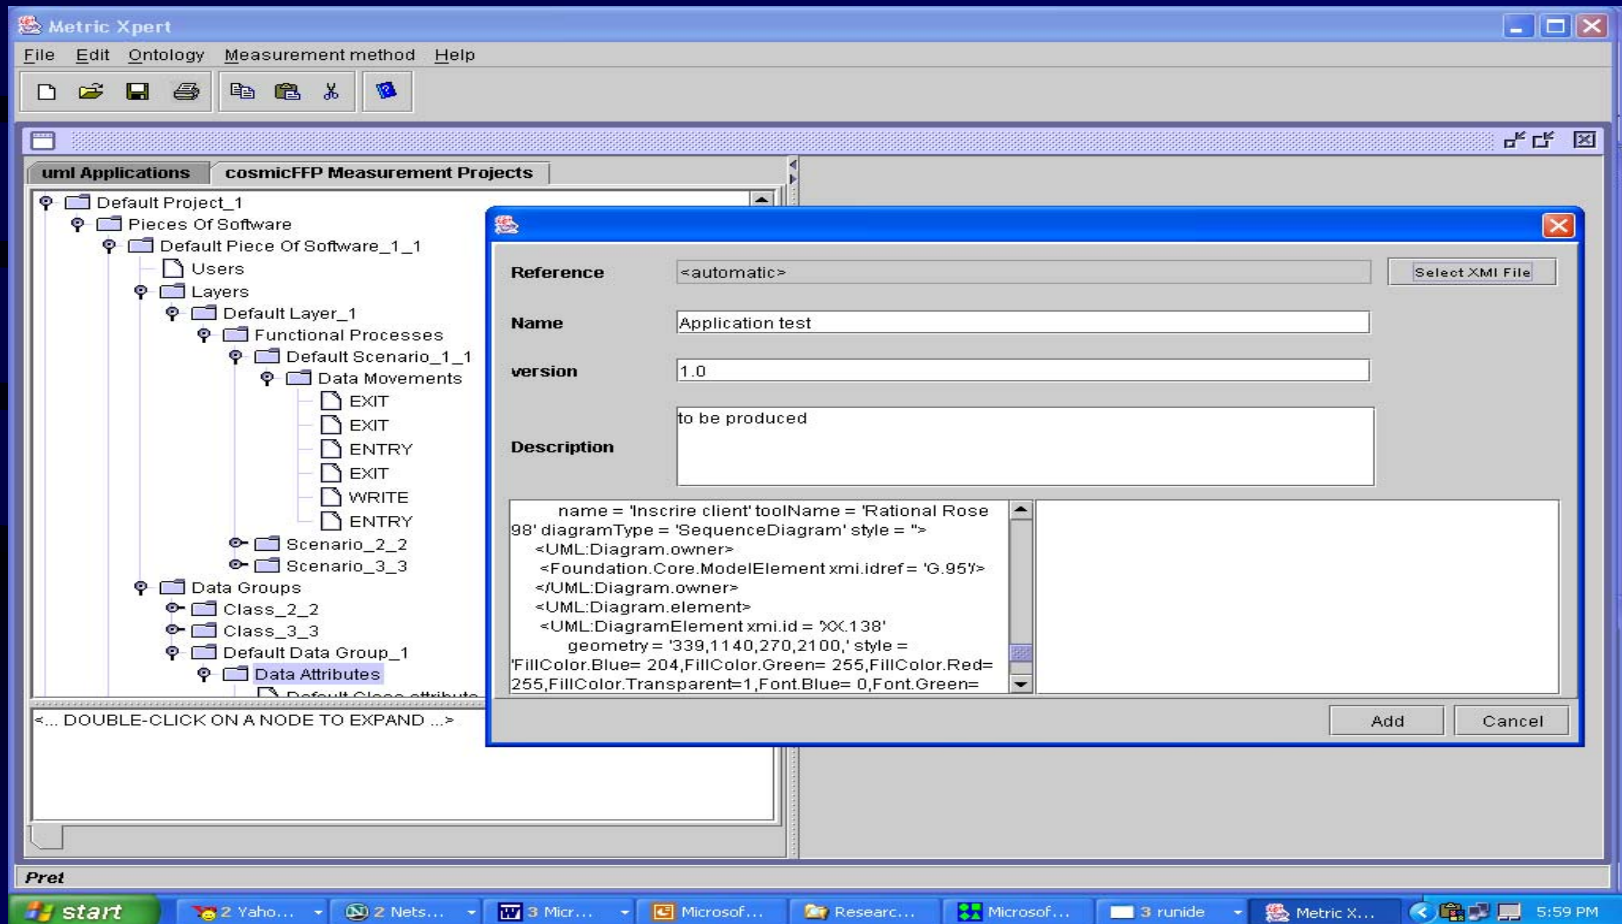 Metric Xpert
File Edit Ontology Measurement method Help
uml Applications cosmicFFP Measurement Projects
Default Project_1
Pieces Of Software
Default Piece Of Software_1_1
Users
Layers
Default Layer_1
Functional Processes
Default Scenario_1_1
Data Movements
EXIT
EXIT
ENTRY
EXIT
WRITE
ENTRY
Scenario_2_2
Scenario_3_3
Data Groups
Class_2_2
Class_3_3
Default Data Group_1
Data Attributes
Default Class attribute
<... DOUBLE-CLICK ON A NODE TO EXPAND ...>
Reference <automatic> Select XMI File
Name Application test
version 1.0
Description to be produced
name = 'Inscrire client' toolName = 'Rational Rose
98' diagramType = 'SequenceDiagram' style = ''>
<UML:Diagram.owner>
<Foundation.Core.ModelElement xmi.idref = 'G.95'/>
</UML:Diagram.owner>
<UML:Diagram.element>
<UML:DiagramElement xmi.id = 'XX.138'
geometry = '339,1140,270,2100,' style =
'FillColor.Blue= 204,FillColor.Green= 255,FillColor.Red=
255,FillColor.Transparent=1,Font.Blue= 0,Font.Green=
Add Cancel
Pret
start 2 Yaho... 2 Nets... 3 Micr... Microsof... Researc... Microsof... 3 runide Metric X... 5:59 PM